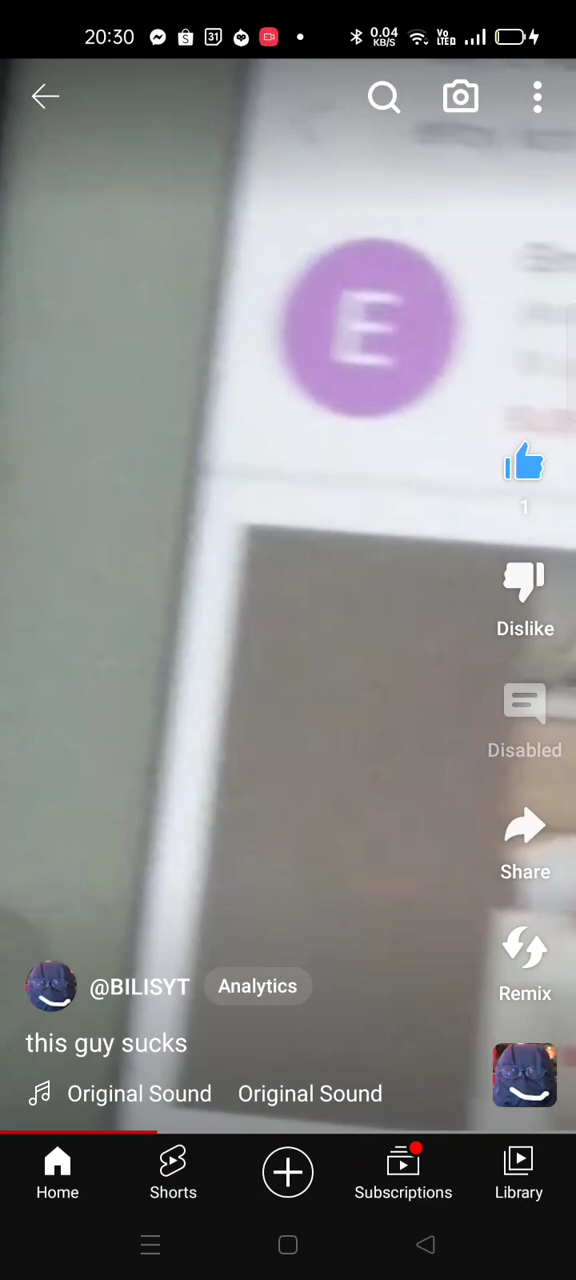 20:30 31 0.04 KB/S Vo LTE
E
1
Dislike
Disabled
Share
Remix
@BILISYT Analytics
this guy sucks
Original Sound Original Sound
Home Shorts Subscriptions Library